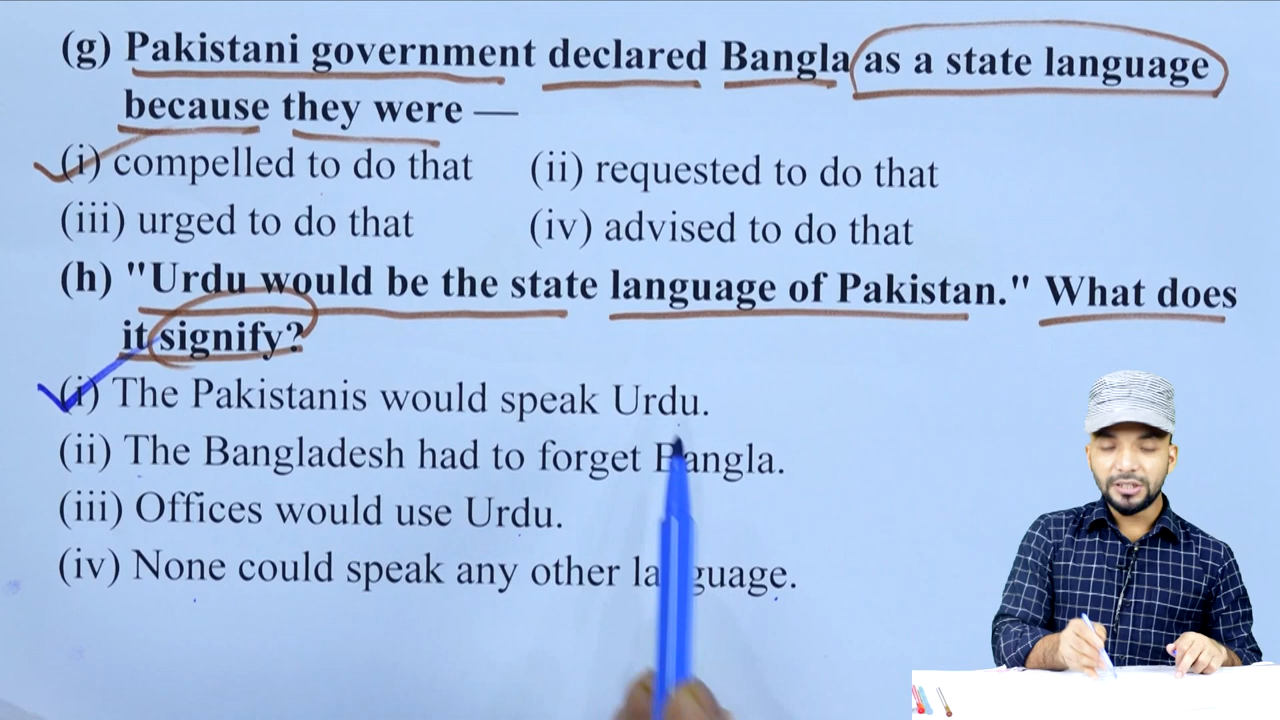 (g) Pakistani government declared Bangla as a state language
because they were —
(i) compelled to do that (ii) requested to do that
(iii) urged to do that (iv) advised to do that
(h) "Urdu would be the state language of Pakistan." What does
it signify?
(i) The Pakistanis would speak Urdu.
(ii) The Bangladesh had to forget Bangla.
(iii) Offices would use Urdu.
(iv) None could speak any other language.